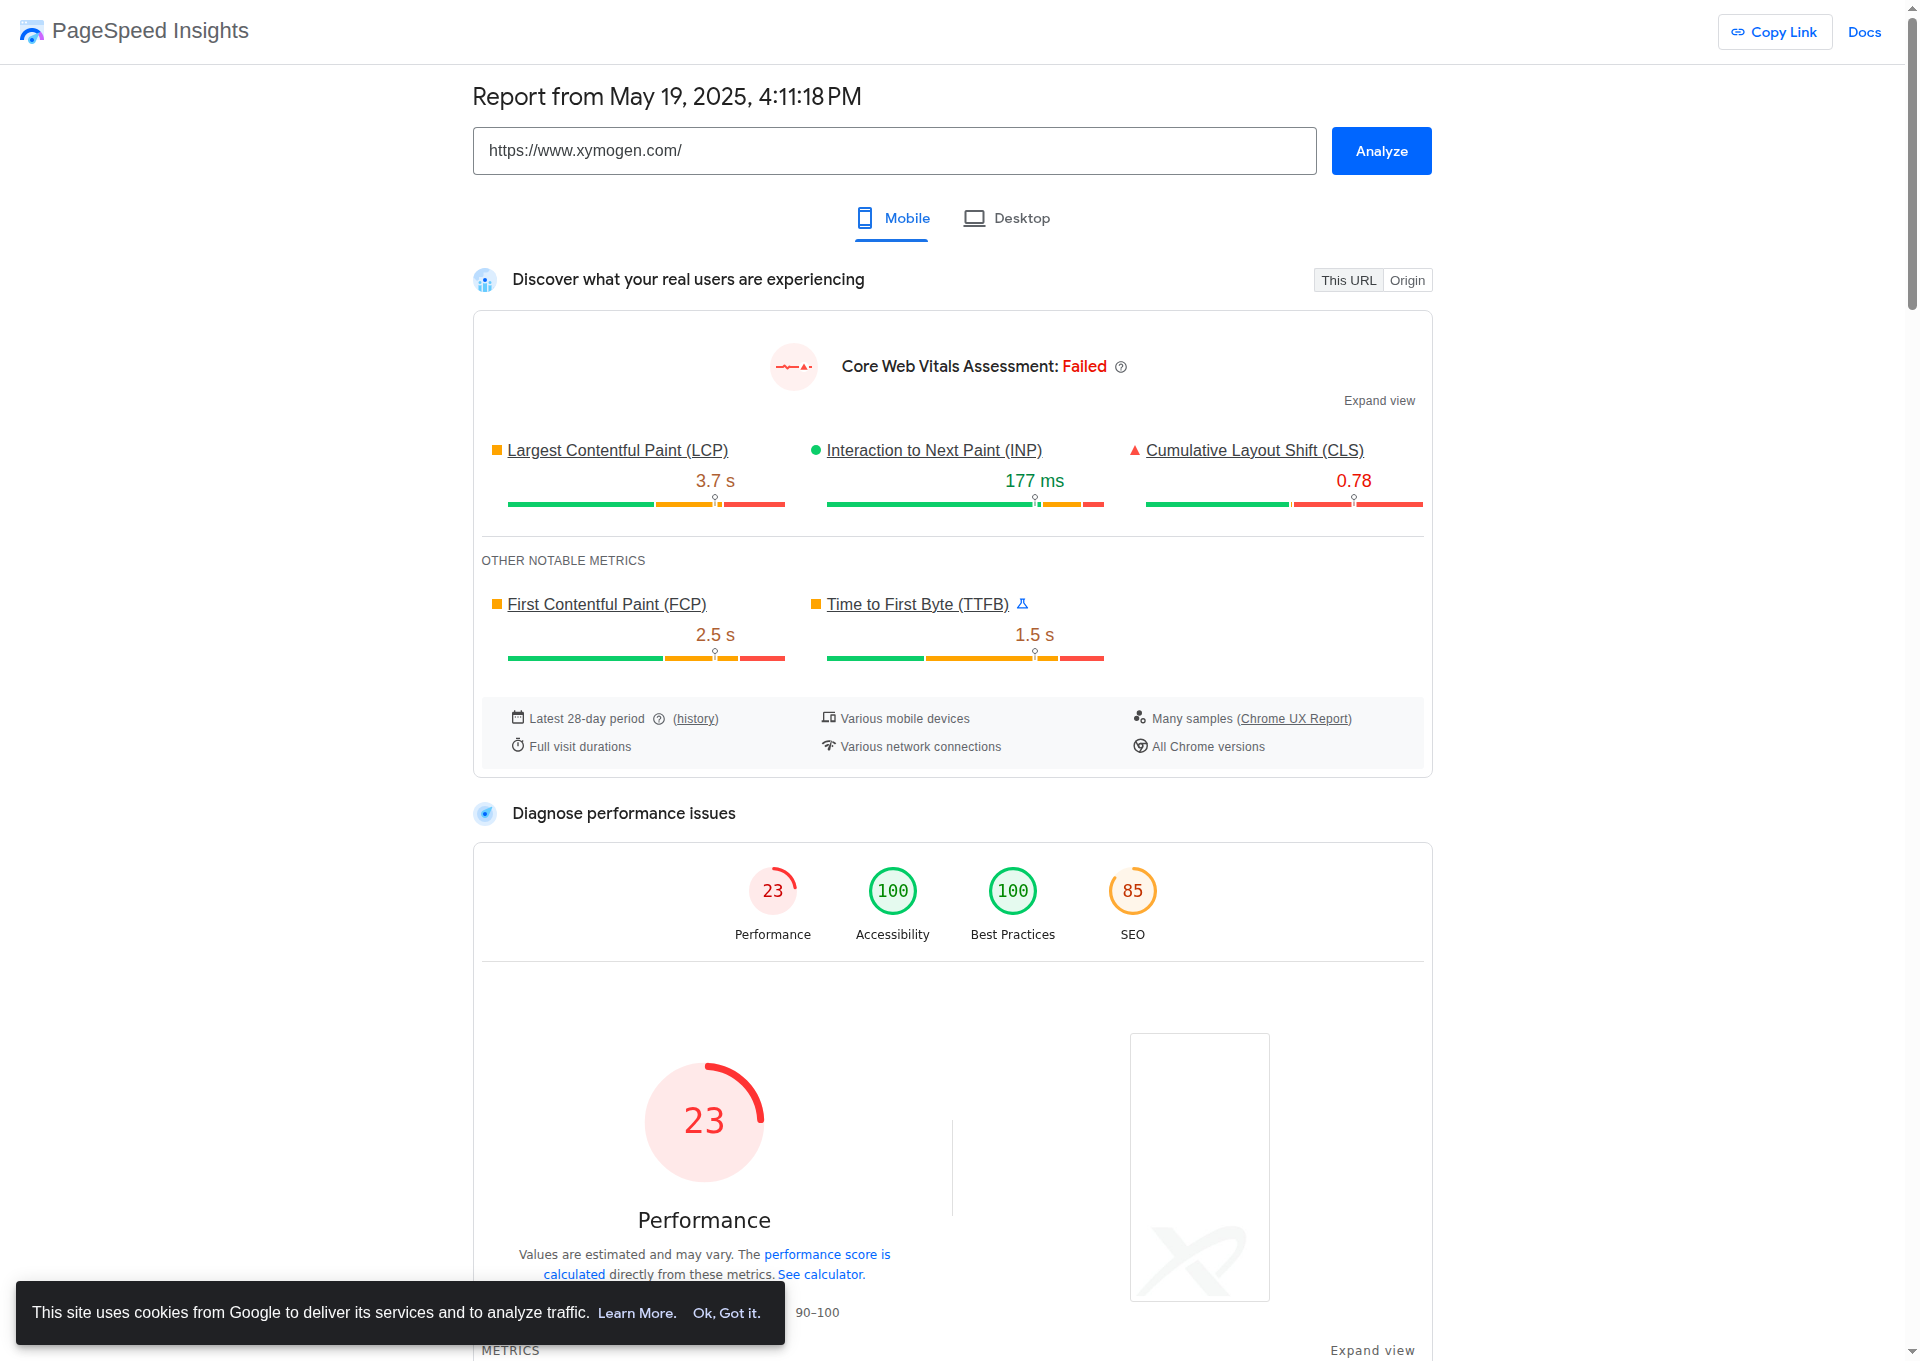 PageSpeed Insights
Copy Link
Docs
Report from May 19, 2025, 4:11:18 PM
https://www.xymogen.com/
Analyze
Mobile
Desktop
Discover what your real users are experiencing
This URL
Origin
Core Web Vitals Assessment: Failed
Expand view
Largest Contentful Paint (LCP)
3.7 s
Interaction to Next Paint (INP)
177 ms
Cumulative Layout Shift (CLS)
0.78
OTHER NOTABLE METRICS
First Contentful Paint (FCP)
2.5 s
Time to First Byte (TTFB)
1.5 s
Latest 28-day period (history)
Various mobile devices
Many samples (Chrome UX Report)
Full visit durations
Various network connections
All Chrome versions
Diagnose performance issues
23
Performance
100
Accessibility
100
Best Practices
85
SEO
23
Performance
Values are estimated and may vary. The performance score is
calculated directly from these metrics. See calculator.
90–100
This site uses cookies from Google to deliver its services and to analyze traffic. Learn More. Ok, Got it.
METRICS
Expand view